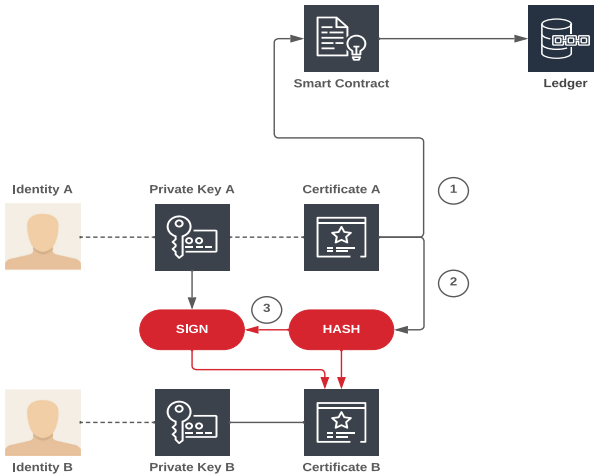 Smart Contract
Ledger
1
Identity A
Private Key A
Certificate A
2
3
SIGN
HASH
Identity B
Private Key B
Certificate B